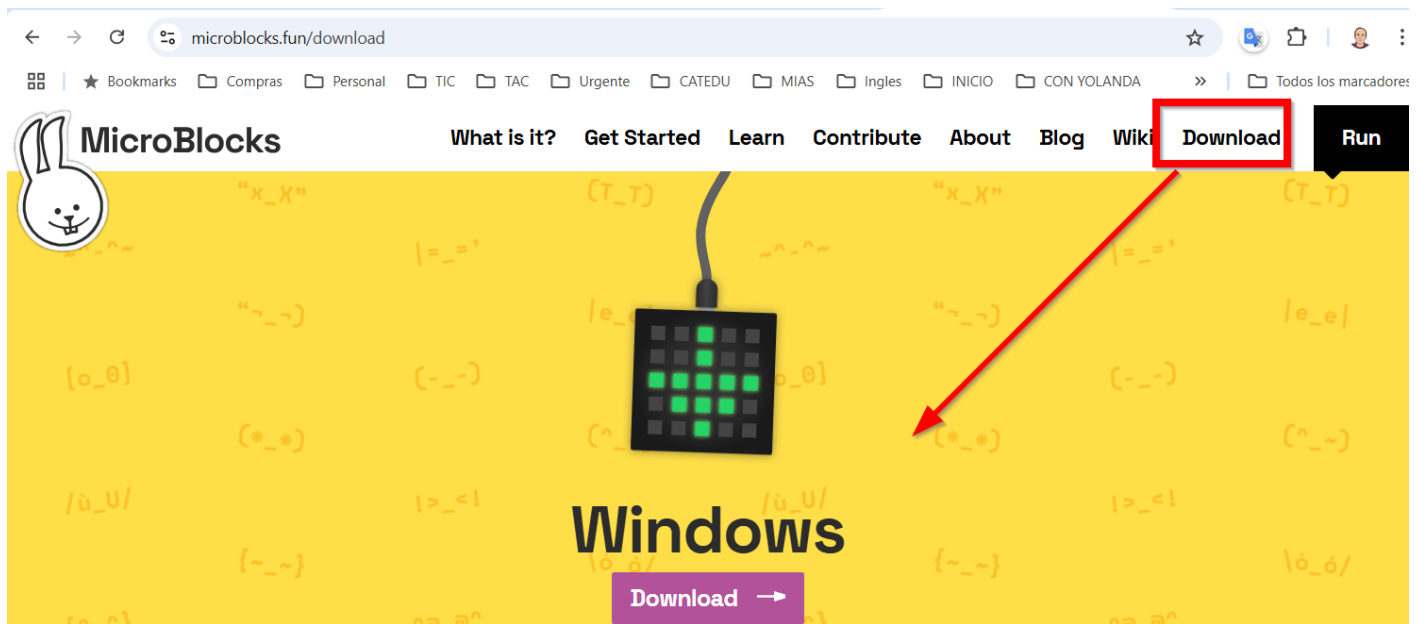 microblocks.fun/download
Bookmarks Compras Personal TIC TAC Urgente CATEDU MIAS Ingles INICIO CON YOLANDA » Todos los marcadores
MicroBlocks What is it? Get Started Learn Contribute About Blog Wiki Download Run
"x_X" (T_T) "x_X" (T_T)
|=_=' ~^-^~ |=_='
"¬_¬) "¬_¬) |e_e|
[o_0] (-_-) (-_-)
(*_*) (*_*) (^_~)
/ù_U/ !>_<! /ù_U/ !>_<!
Windows
{~_~} {~_~} \ò_ó/
Download →